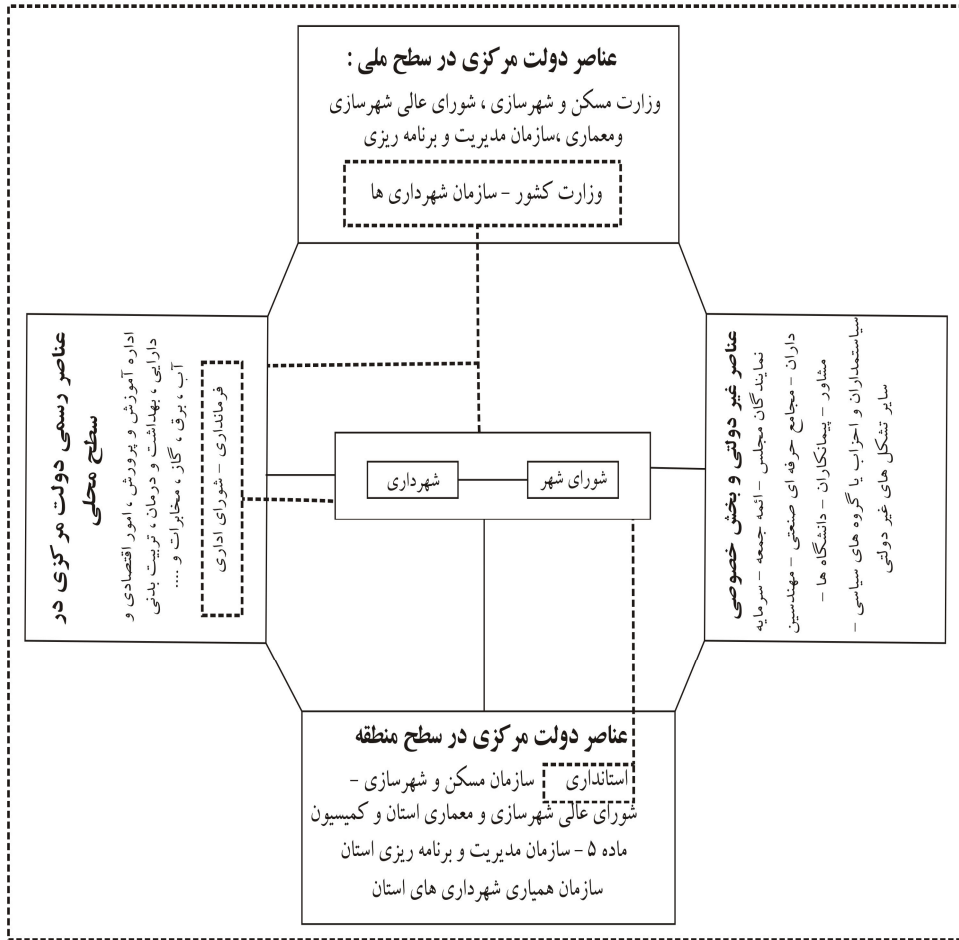 عناصر دولت مرکزی در سطح ملی :
وزارت مسکن و شهرسازی ، شورای عالی شهرسازی
ومعماری ،سازمان مدیریت و برنامه ریزی
وزارت کشور – سازمان شهرداری ها
عناصر غیر دولتی و بخش خصوصی
نمایندگان مجلس – ائمه جمعه – سرمایه
داران – مجامع حرفه ای صنعتی – مهندسین
مشاور – پیمانکاران – دانشگاه ها –
سیاستمداران و احزاب یا گروه های سیاسی –
سایر تشکل های غیر دولتی
شورای شهر
شهرداری
عناصر رسمی دولت مرکزی در
سطح محلی
اداره آموزش و پرورش ، امور اقتصادی و
دارایی ، بهداشت و درمان ، تربیت بدنی
آب ، برق ، گاز ، مخابرات و ....
فرمانداری – شورای اداری
عناصر دولت مرکزی در سطح منطقه
استانداری سازمان مسکن و شهرسازی –
شورای عالی شهرسازی و معماری استان و کمیسیون
ماده ۵ – سازمان مدیریت و برنامه ریزی استان
سازمان همیاری شهرداری های استان